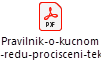 PDF
Pravilnik-o-kucnom
-redu-procisceni-tek